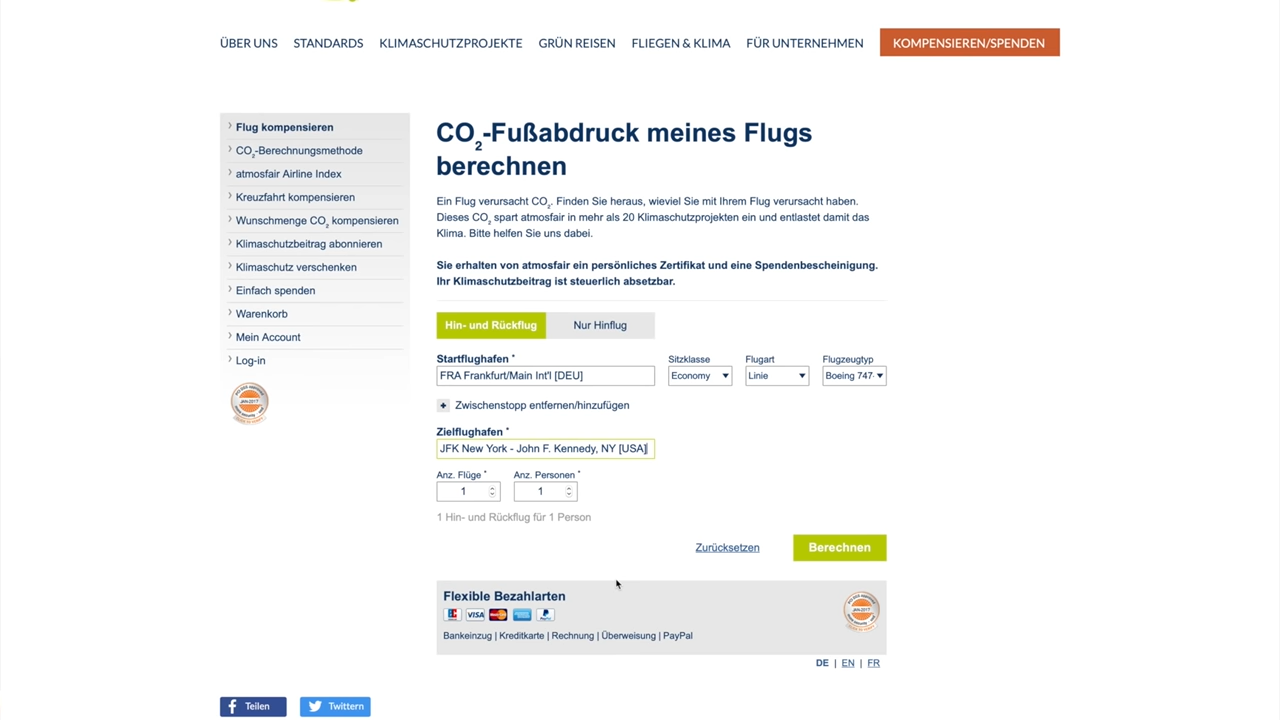 ÜBER UNS STANDARDS KLIMASCHUTZPROJEKTE GRÜN REISEN FLIEGEN & KLIMA FÜR UNTERNEHMEN KOMPENSIEREN/SPENDEN
Flug kompensieren
CO₂-Berechnungsmethode
atmosfair Airline Index
Kreuzfahrt kompensieren
Wunschmenge CO₂ kompensieren
Klimaschutzbeitrag abonnieren
Klimaschutz verschenken
Einfach spenden
Warenkorb
Mein Account
Log-in
CO₂-Fußabdruck meines Flugs
berechnen
Ein Flug verursacht CO₂. Finden Sie heraus, wieviel Sie mit Ihrem Flug verursacht haben.
Dieses CO₂ spart atmosfair in mehr als 20 Klimaschutzprojekten ein und entlastet damit das
Klima. Bitte helfen Sie uns dabei.
Sie erhalten von atmosfair ein persönliches Zertifikat und eine Spendenbescheinigung.
Ihr Klimaschutzbeitrag ist steuerlich absetzbar.
Hin- und Rückflug Nur Hinflug
Startflughafen * Sitzklasse Flugart Flugzeugtyp
FRA Frankfurt/Main Int'l [DEU] Economy Linie Boeing 747-
+ Zwischenstopp entfernen/hinzufügen
Zielflughafen *
JFK New York - John F. Kennedy, NY [USA]
Anz. Flüge * Anz. Personen *
1 1
1 Hin- und Rückflug für 1 Person
Zurücksetzen Berechnen
Flexible Bezahlarten
VISA
Bankeinzug | Kreditkarte | Rechnung | Überweisung | PayPal
DE | EN | FR
Teilen Twittern